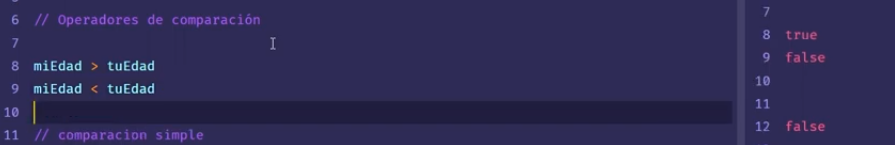 6 // Operadores de comparación
7
8 miEdad > tuEdad
9 miEdad < tuEdad
10
11 // comparacion simple
7
8 true
9 false
10
11
12 false